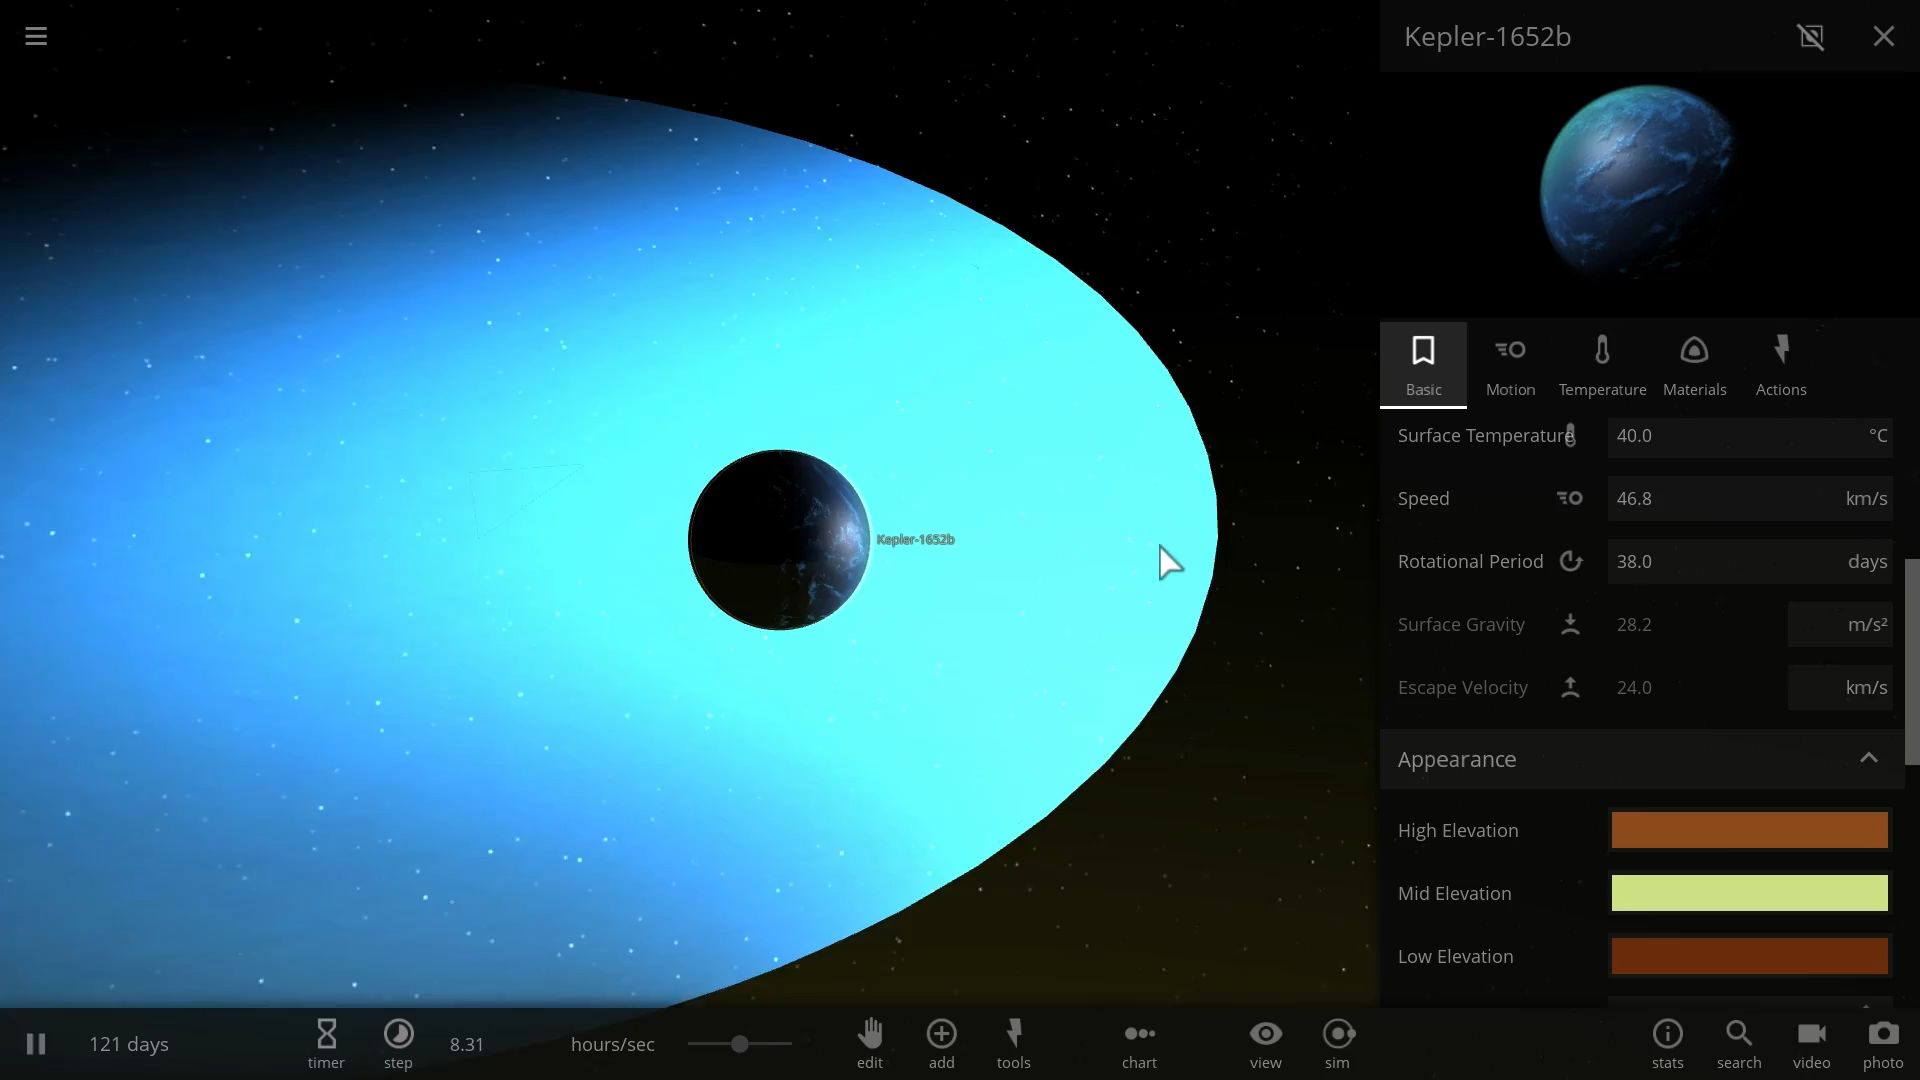 Kepler-1652b
Basic
Motion
Temperature
Materials
Actions
Surface Temperature 40.0 °C
Speed 46.8 km/s
Rotational Period 38.0 days
Surface Gravity 28.2 m/s²
Escape Velocity 24.0 km/s
Appearance
High Elevation
Mid Elevation
Low Elevation
Kepler-1652b
121 days
timer
step
8.31 hours/sec
edit
add
tools
chart
view
sim
stats
search
video
photo